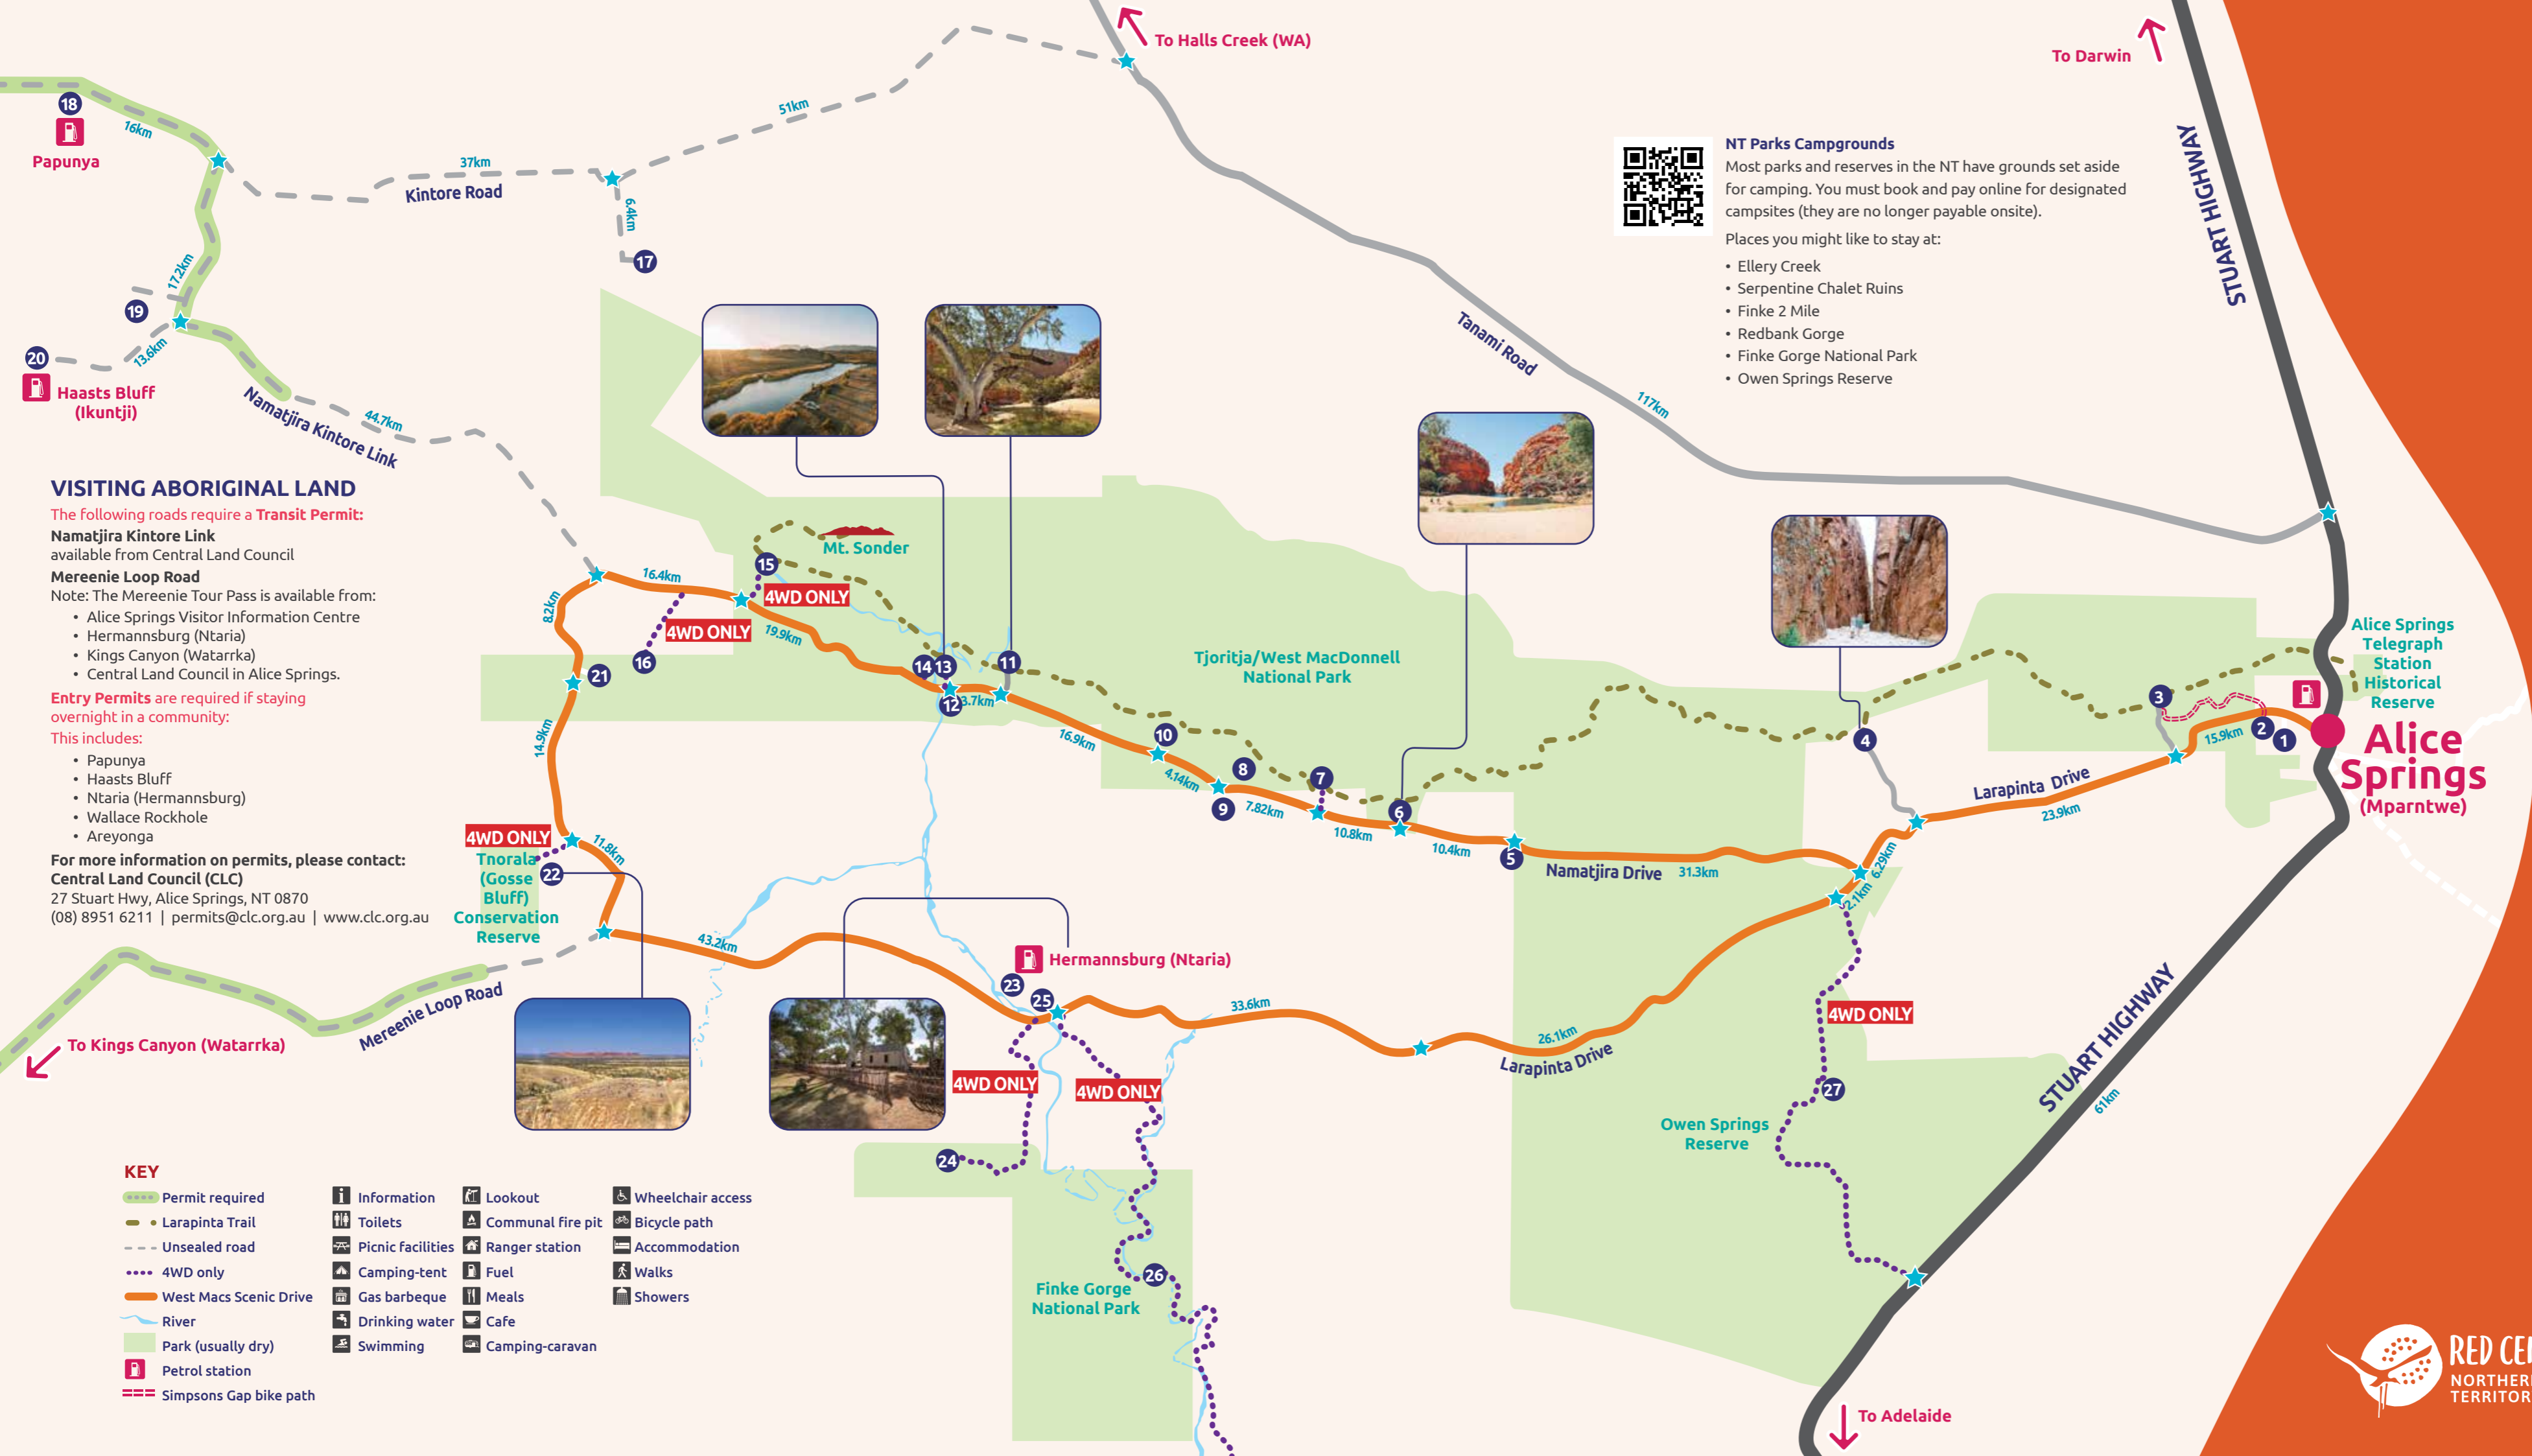 To Halls Creek (WA)
To Darwin
18
Papunya
16km
37km
Kintore Road
51km
6.4km
17
17.2km
19
20
13.6km
Haasts Bluff
(Ikuntji)
Namatjira Kintore Link
44.7km
Tanami Road
117km
STUART HIGHWAY
NT Parks Campgrounds
Most parks and reserves in the NT have grounds set aside
for camping. You must book and pay online for designated
campsites (they are no longer payable onsite).
Places you might like to stay at:
• Ellery Creek
• Serpentine Chalet Ruins
• Finke 2 Mile
• Redbank Gorge
• Finke Gorge National Park
• Owen Springs Reserve
VISITING ABORIGINAL LAND
The following roads require a Transit Permit:
Namatjira Kintore Link
available from Central Land Council
Mereenie Loop Road
Note: The Mereenie Tour Pass is available from:
• Alice Springs Visitor Information Centre
• Hermannsburg (Ntaria)
• Kings Canyon (Watarrka)
• Central Land Council in Alice Springs.
Entry Permits are required if staying
overnight in a community:
This includes:
• Papunya
• Haasts Bluff
• Ntaria (Hermannsburg)
• Wallace Rockhole
• Areyonga
For more information on permits, please contact:
Central Land Council (CLC)
27 Stuart Hwy, Alice Springs, NT 0870
(08) 8951 6211 | permits@clc.org.au | www.clc.org.au
Mt. Sonder
15
4WD ONLY
16.4km
8.2km
4WD ONLY
16
19.9km
21
14.9km
14
13
12
3.7km
11
16.9km
10
4.14km
8
9
7.82km
7
10.8km
6
10.4km
5
Tjoritja/West MacDonnell
National Park
Namatjira Drive
31.3km
4
6.29km
2.1km
Larapinta Drive
23.9km
3
15.9km
2
1
Alice Springs
Telegraph
Station
Historical
Reserve
Alice
Springs
(Mparntwe)
4WD ONLY
11.8km
Tnorala
(Gosse
Bluff)
Conservation
Reserve
22
43.2km
Mereenie Loop Road
To Kings Canyon (Watarrka)
Hermannsburg (Ntaria)
23
25
33.6km
26.1km
Larapinta Drive
4WD ONLY
4WD ONLY
24
26
Finke Gorge
National Park
4WD ONLY
27
Owen Springs
Reserve
STUART HIGHWAY
61km
To Adelaide
KEY
Permit required
Larapinta Trail
Unsealed road
4WD only
West Macs Scenic Drive
River
Park (usually dry)
Petrol station
Simpsons Gap bike path
Information
Toilets
Picnic facilities
Camping-tent
Gas barbeque
Drinking water
Swimming
Lookout
Communal fire pit
Ranger station
Fuel
Meals
Cafe
Camping-caravan
Wheelchair access
Bicycle path
Accommodation
Walks
Showers
RED CE
NORTHER
TERRITOR